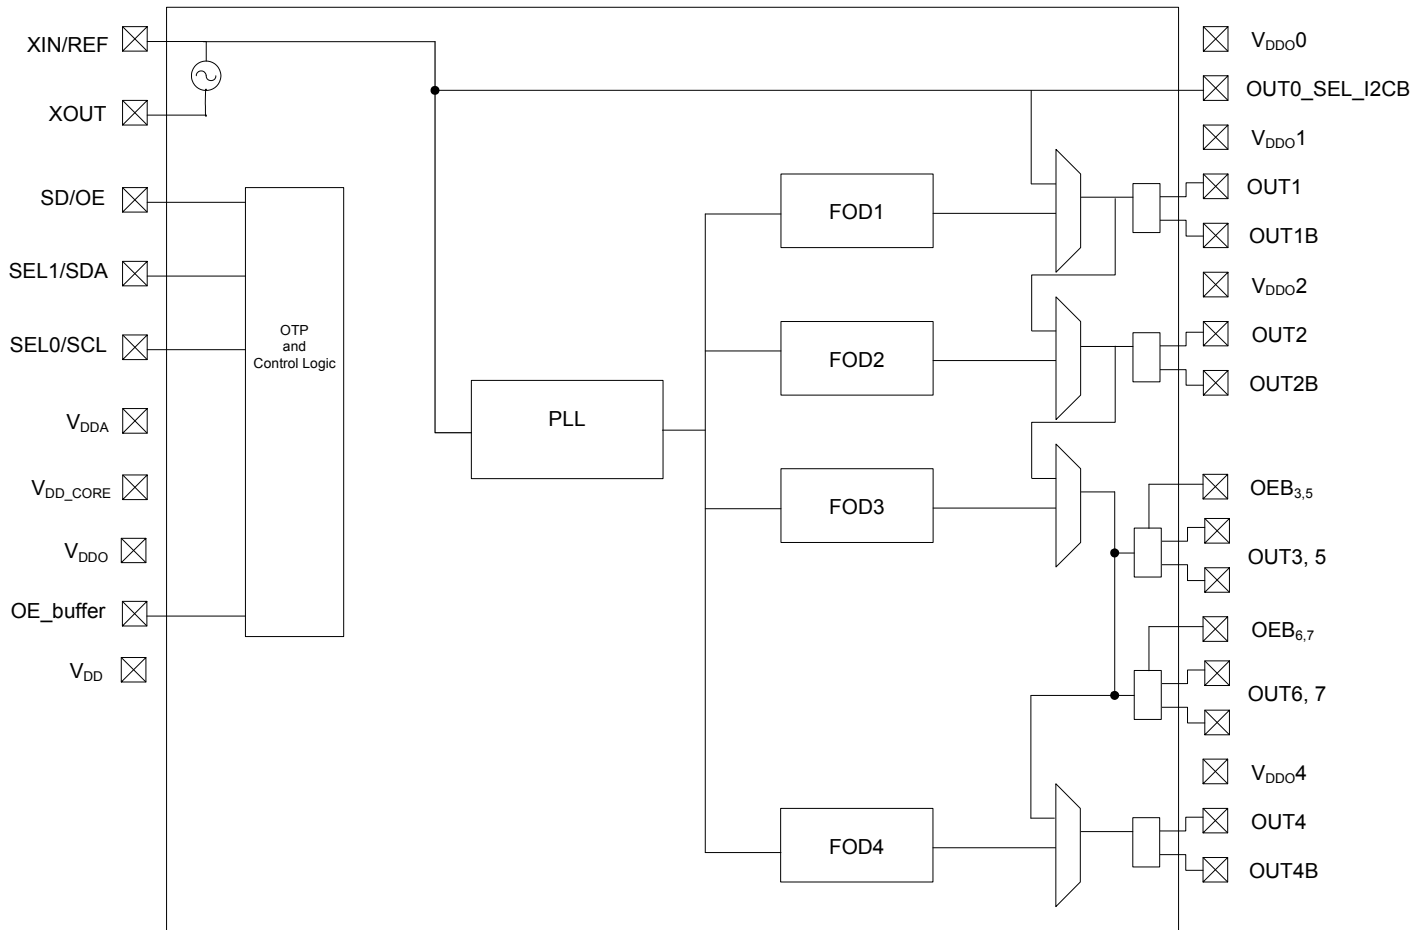 XIN/REF
XOUT
SD/OE
SEL1/SDA
SEL0/SCL
VDDA
VDD_CORE
VDDO
OE_buffer
VDD
OTP
and
Control Logic
PLL
FOD1
FOD2
FOD3
FOD4
VDDO0
OUT0_SEL_I2CB
VDDO1
OUT1
OUT1B
VDDO2
OUT2
OUT2B
OEB3,5
OUT3, 5
OEB6,7
OUT6, 7
VDDO4
OUT4
OUT4B